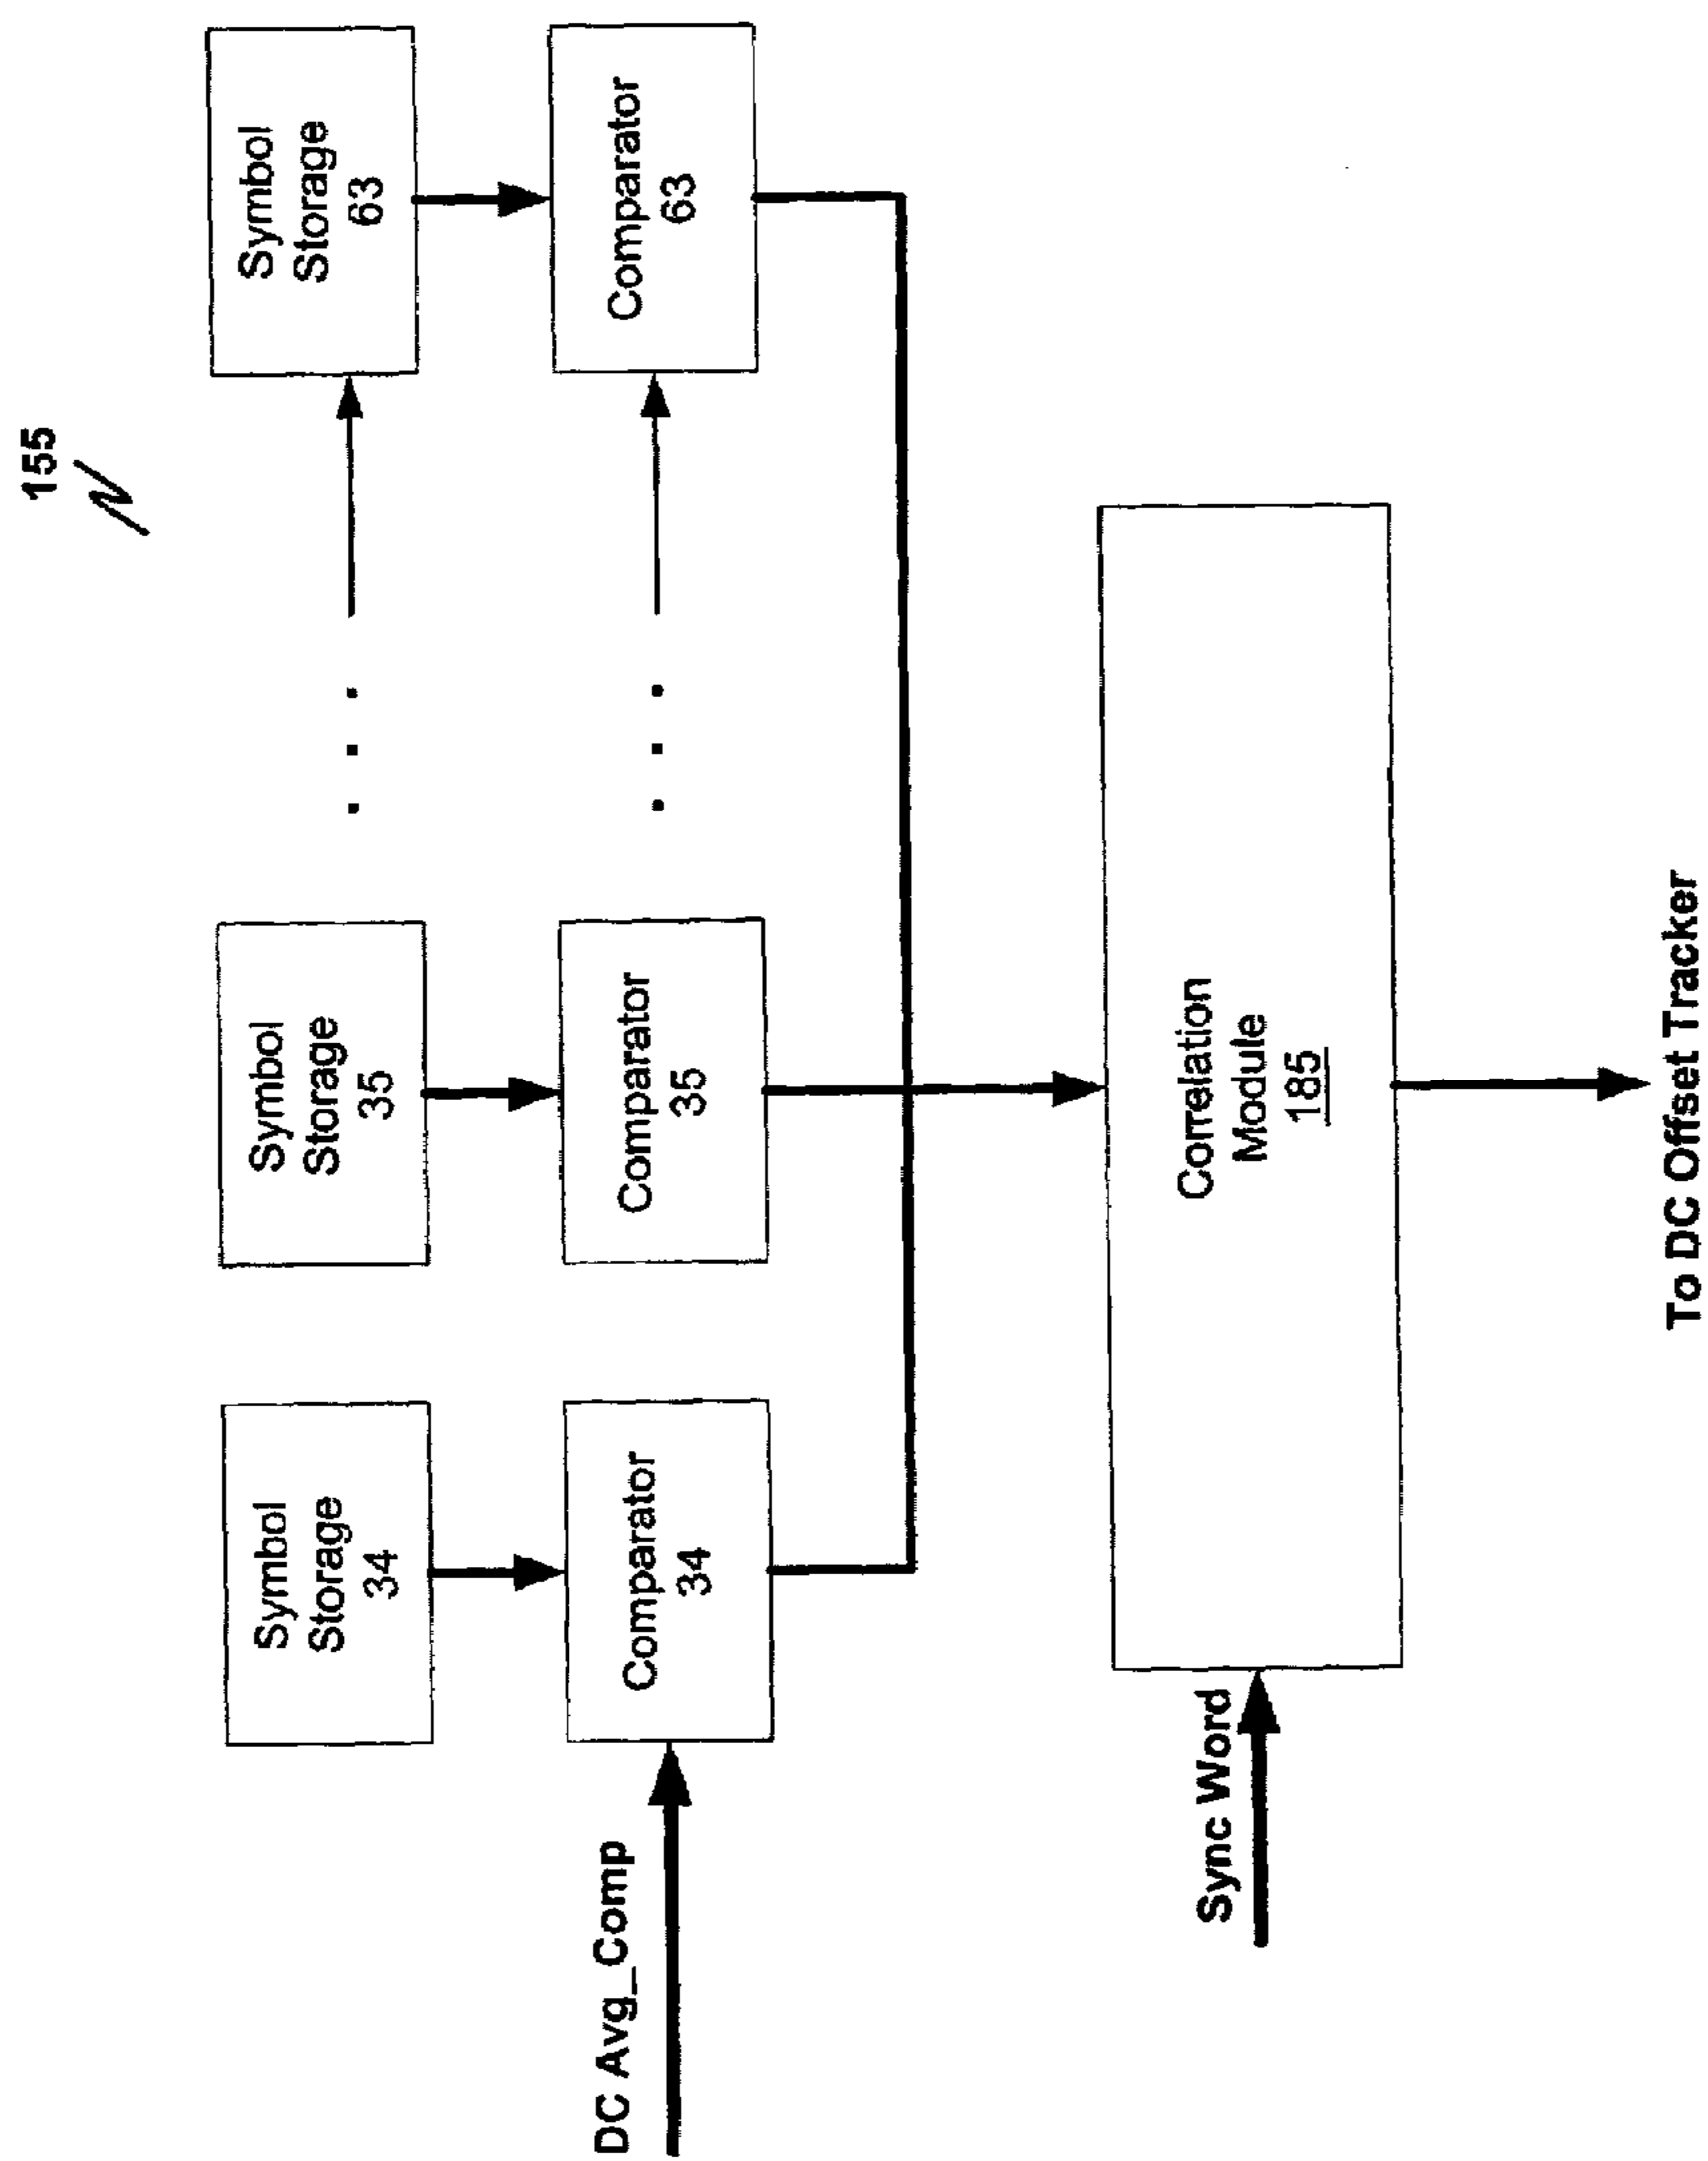 155
Symbol
Storage
34
Symbol
Storage
35
. . .
Symbol
Storage
63
DC Avg_Comp
Comparator
34
Comparator
35
. . .
Comparator
63
Sync Word
Correlation
Module
185
To DC Offset Tracker